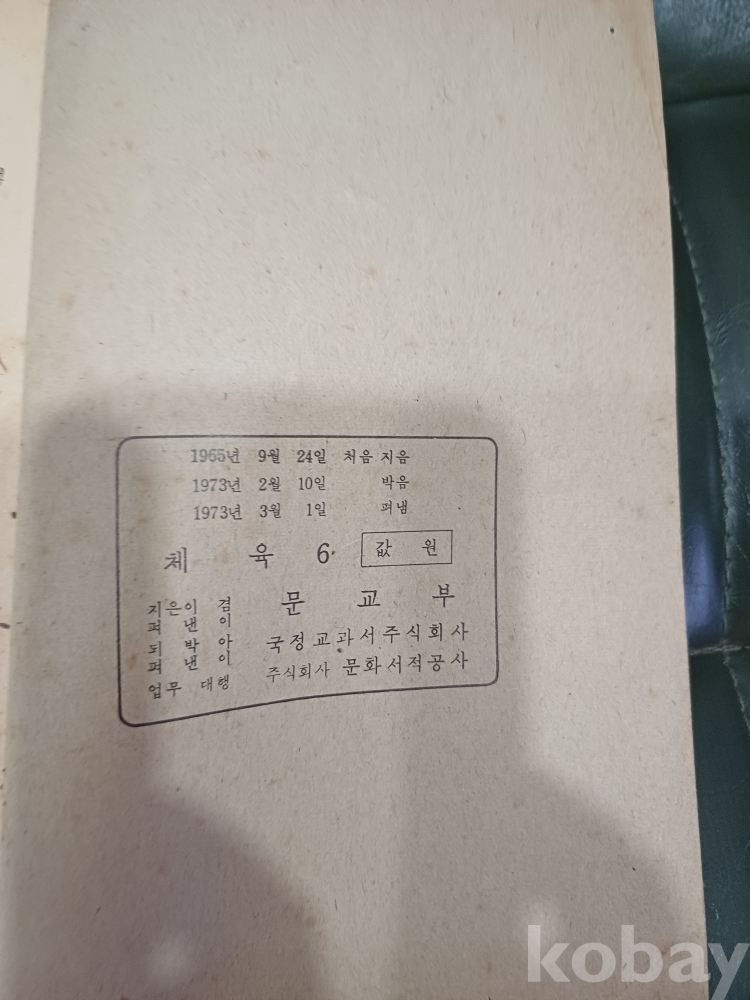 1965년 9월 24일 처음 지음
1973년 2월 10일 박음
1973년 3월 1일 펴냄
체 육 6. 값 원
지은이 겸
펴 낸 이 문 교 부
되 박 아
펴 낸 이 국정교과서주식회사
업무 대행 주식회사 문화서적공사
kobay